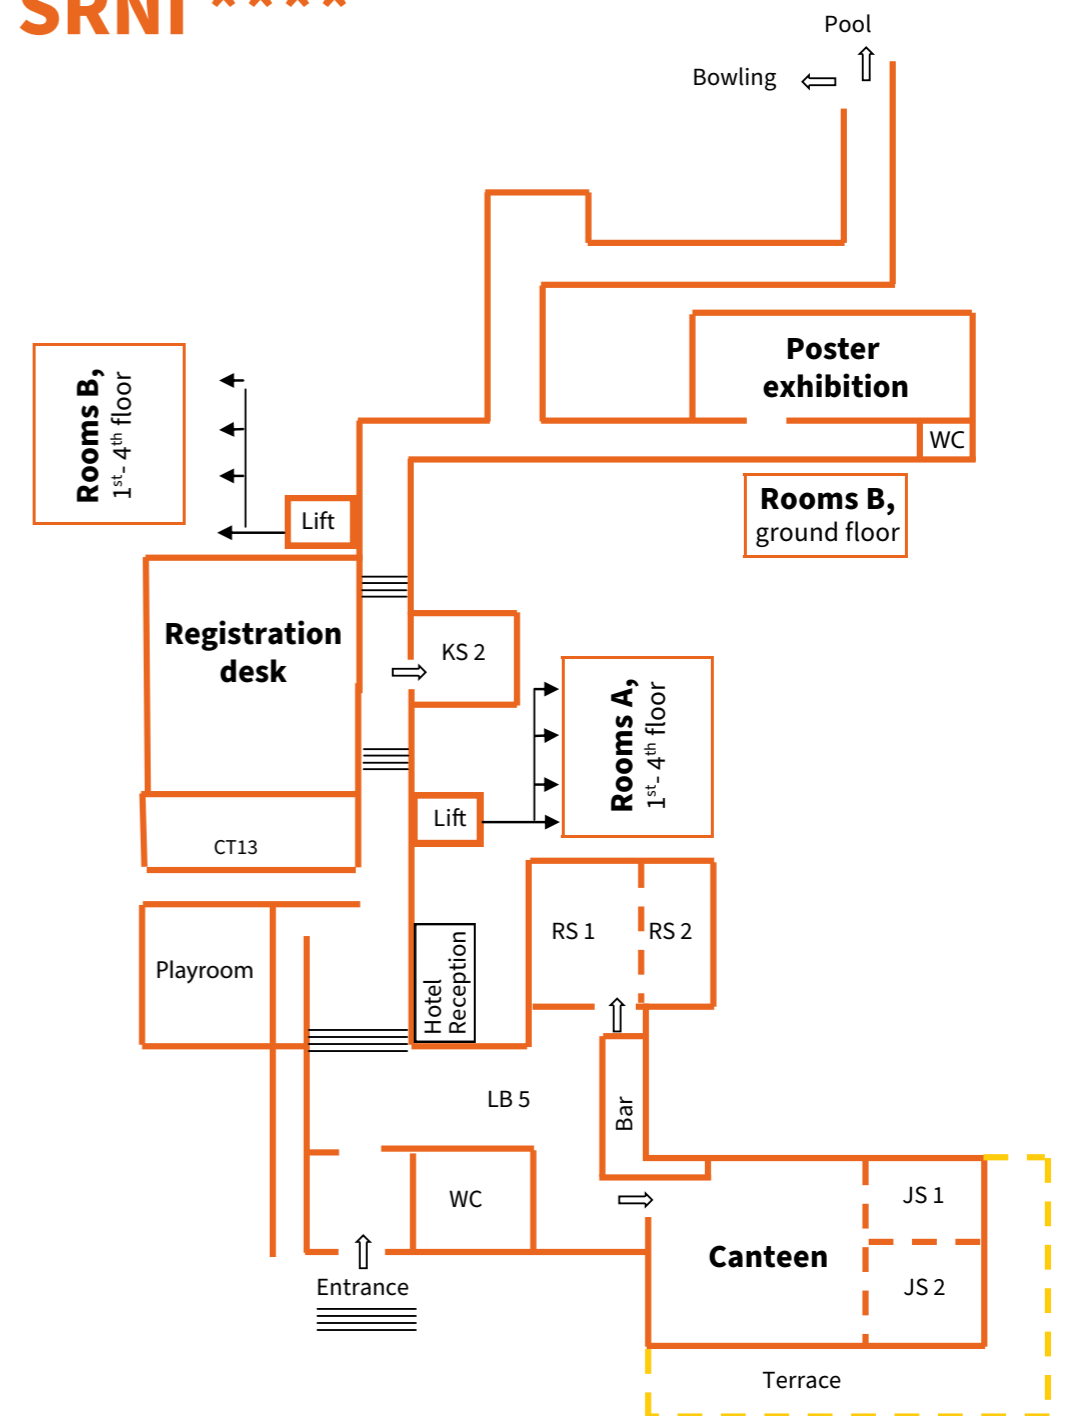 SRNÍ ****
Pool
Bowling
Poster
exhibition
WC
Rooms B,
1st- 4th floor
Rooms B,
ground floor
Lift
Registration
desk
KS 2
Rooms A,
1st- 4th floor
Lift
CT13
RS 1
RS 2
Playroom
Hotel
Reception
LB 5
Bar
WC
JS 1
Canteen
JS 2
Entrance
Terrace